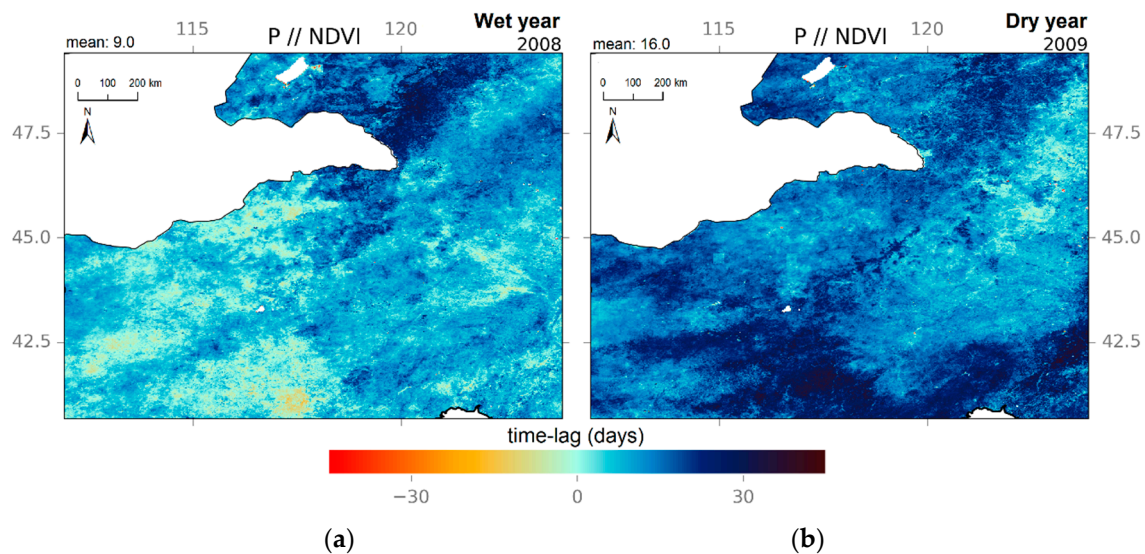 115 P // NDVI 120 Wet year
mean: 9.0 2008
0 100 200 km
N
47.5
45.0
42.5
115 P // NDVI 120 Dry year
mean: 16.0 2009
0 100 200 km
N
47.5
45.0
42.5
time-lag (days)
−30 0 30
(a) (b)